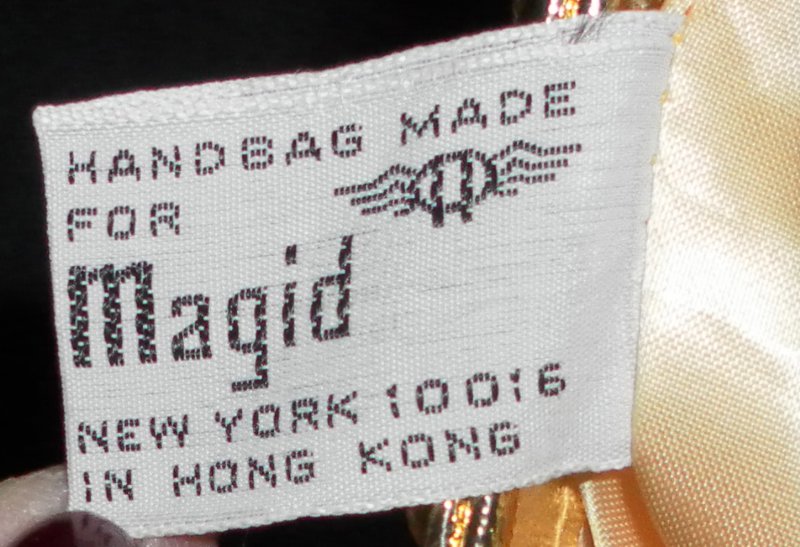 HANDBAG MADE
FOR
Magid
NEW YORK 10016
IN HONG KONG